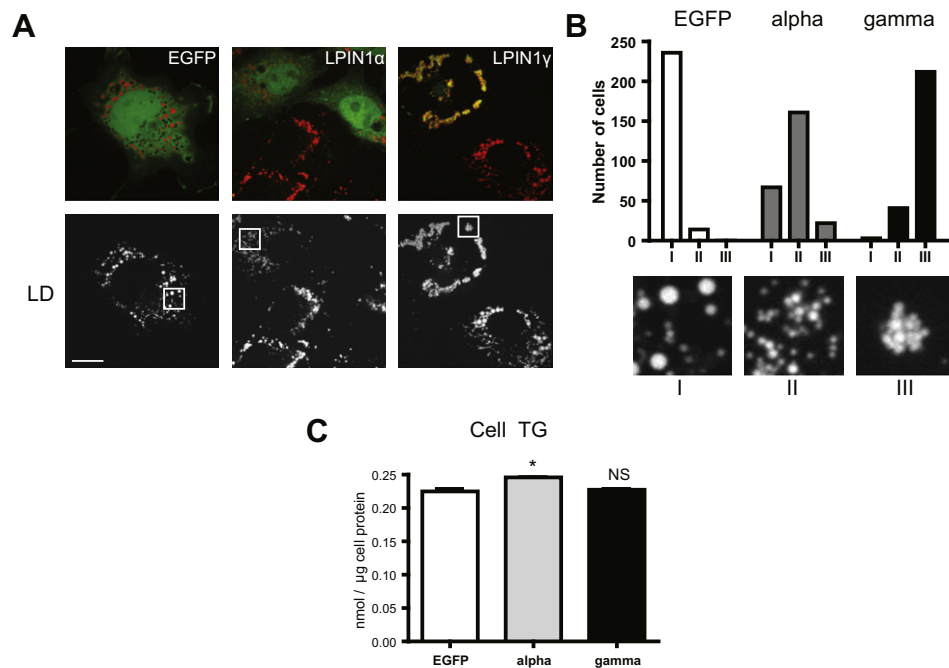 A
EGFP
LPIN1α
LPIN1γ
LD
B
EGFP alpha gamma
Number of cells
250
200
150
100
50
0
I II III I II III I II III
I II III
C
Cell TG
nmol / µg cell protein
0.25
0.20
0.15
0.10
0.05
0.00
* NS
EGFP alpha gamma